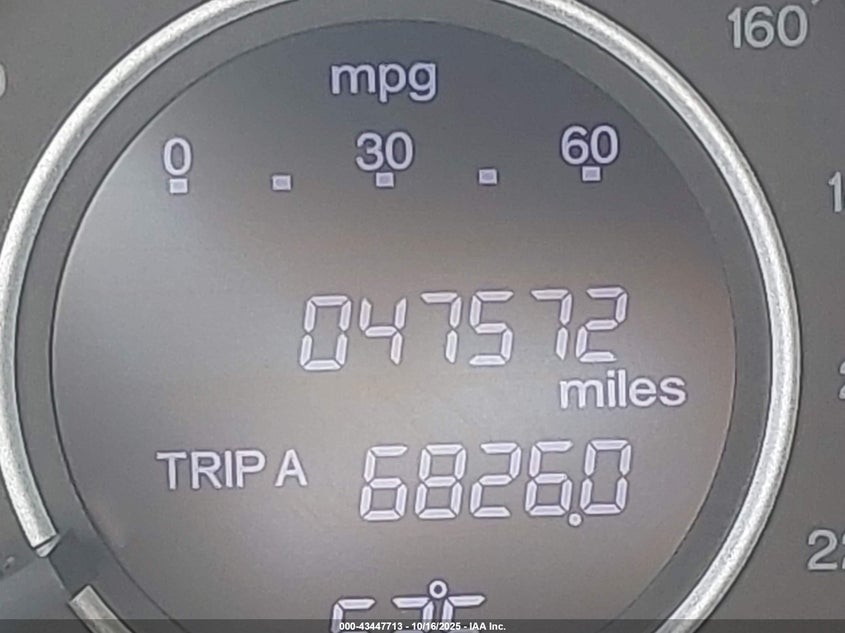 160
mpg
0 30 60
047572
miles
TRIP A 6826.0
000-43447713 - 10/16/2025 - IAA Inc.